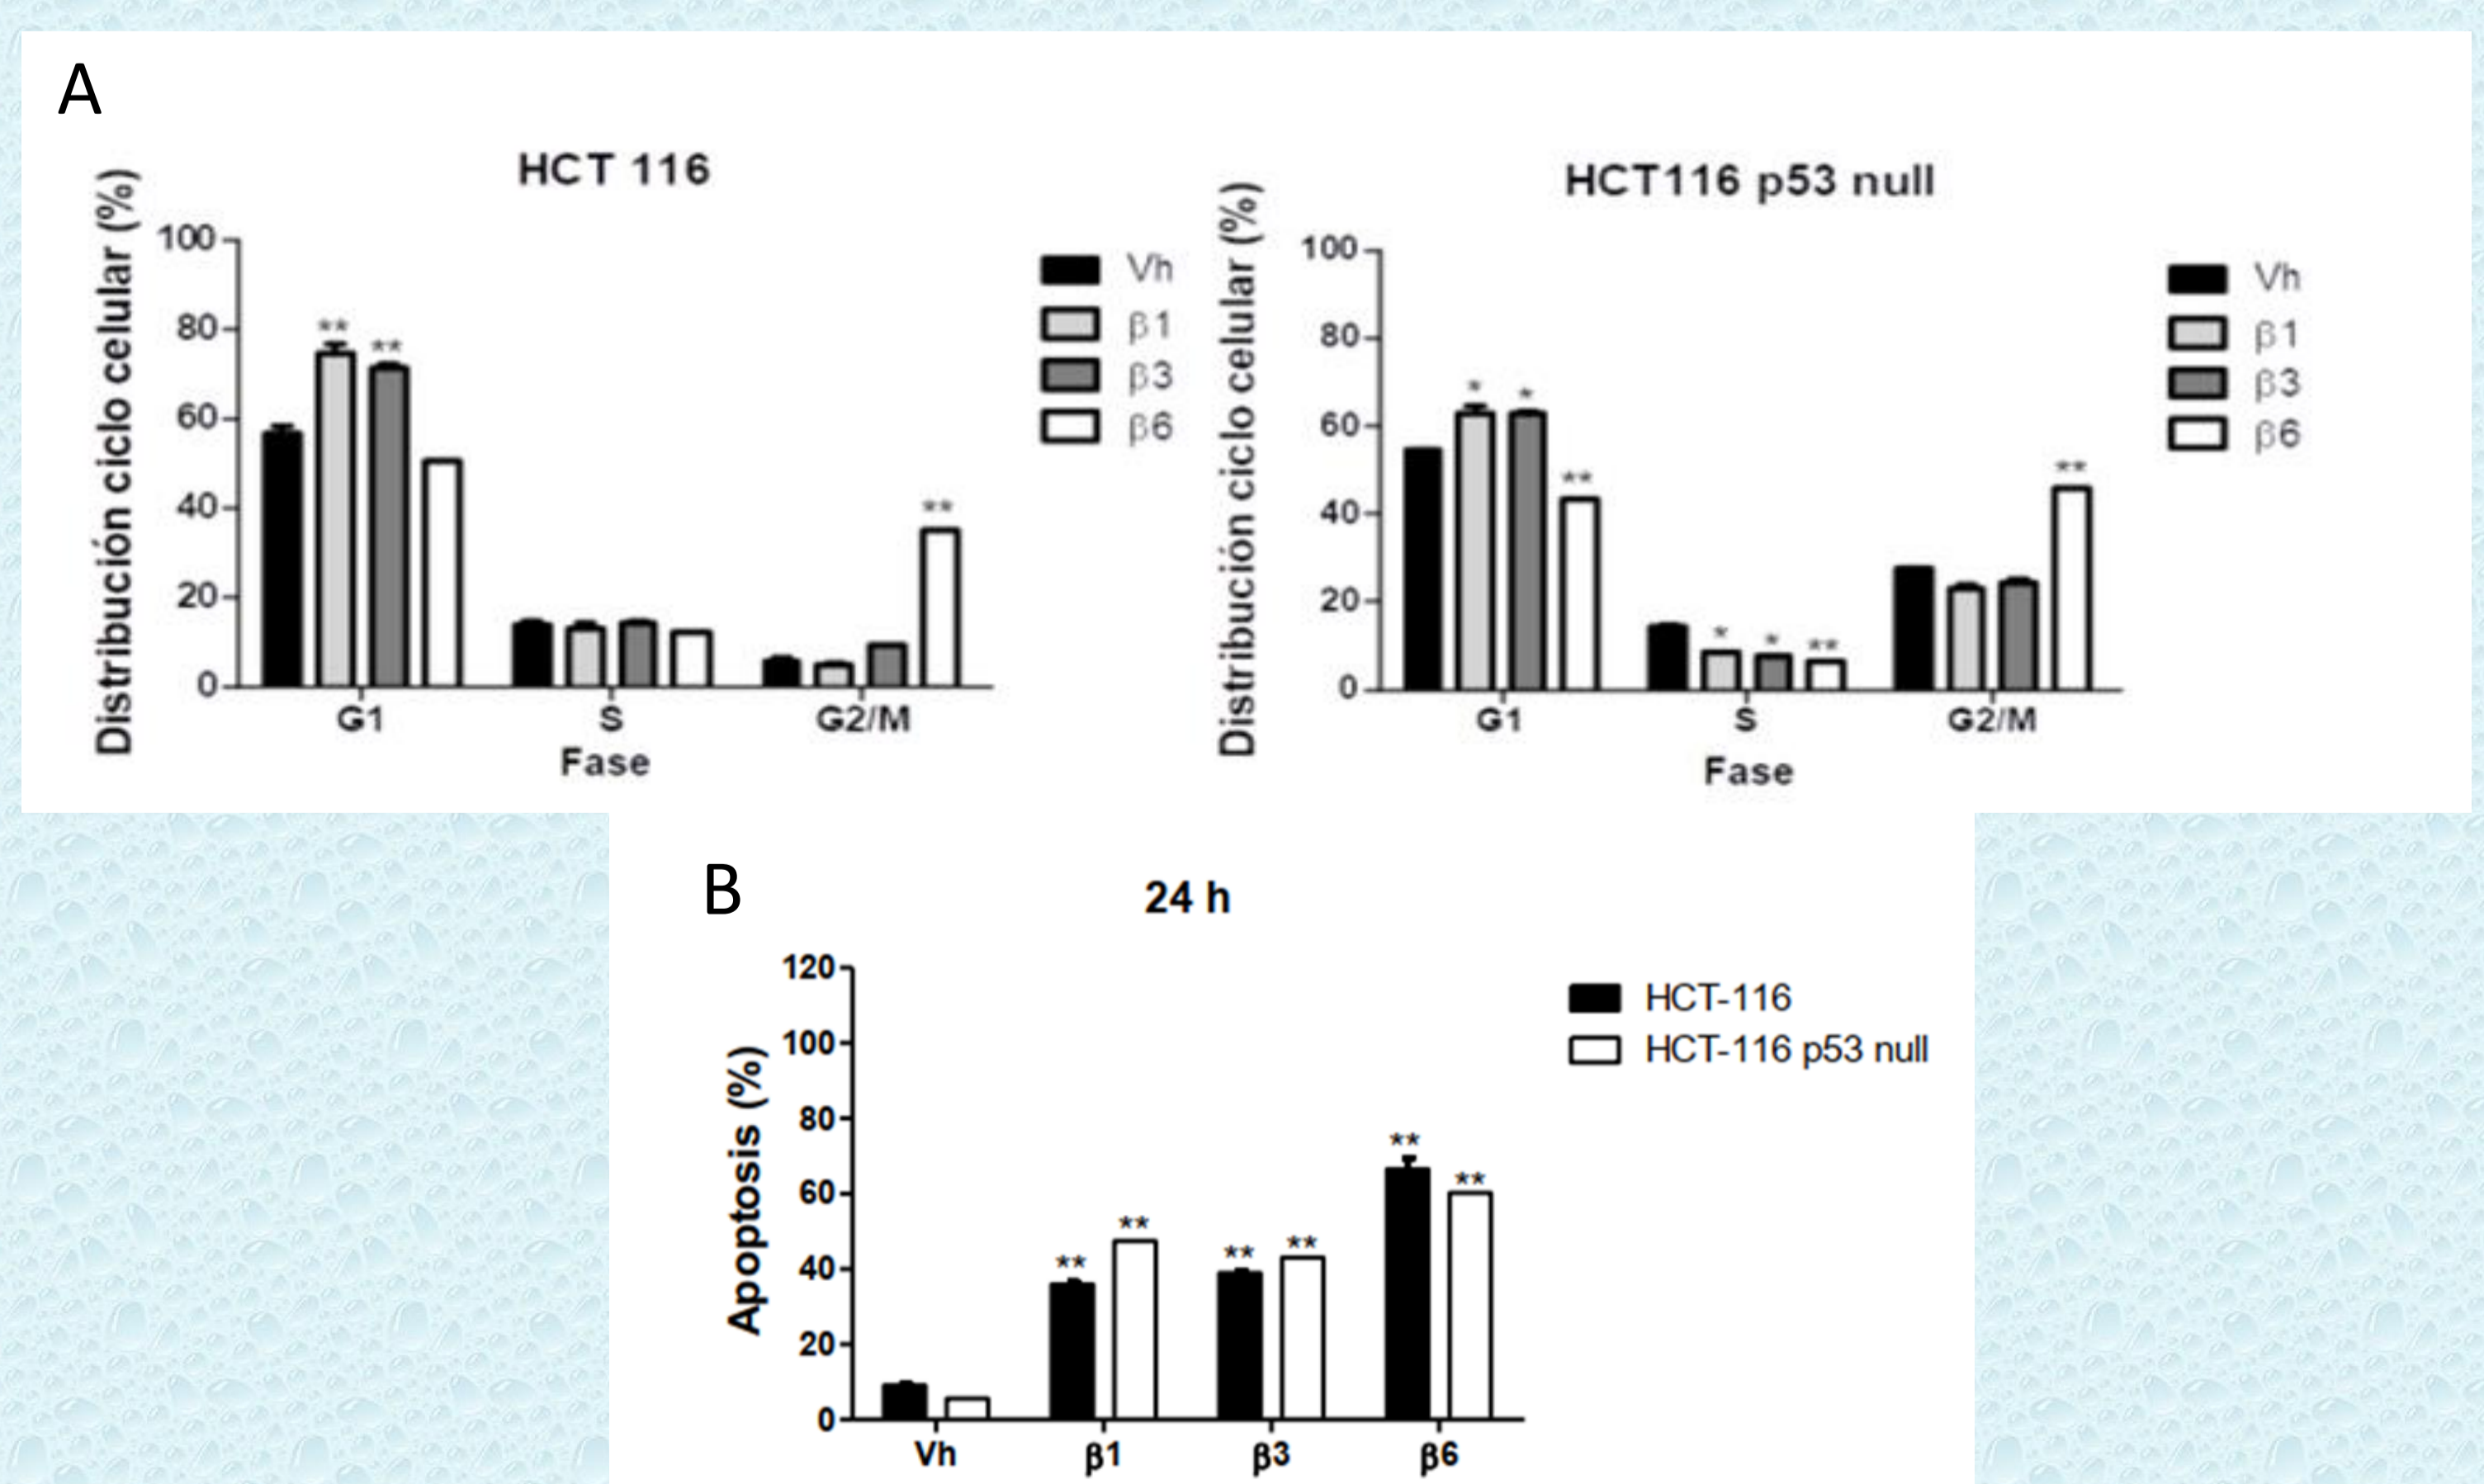 A
HCT 116
Distribución ciclo celular (%)
100
80
60
40
20
0
** **
**
G1 S G2/M
Fase
Vh
β1
β3
β6
HCT116 p53 null
Distribución ciclo celular (%)
100
80
60
40
20
0
* * **
* * **
**
G1 S G2/M
Fase
Vh
β1
β3
β6
B
24 h
Apoptosis (%)
120
100
80
60
40
20
0
** **
** **
** **
Vh β1 β3 β6
HCT-116
HCT-116 p53 null